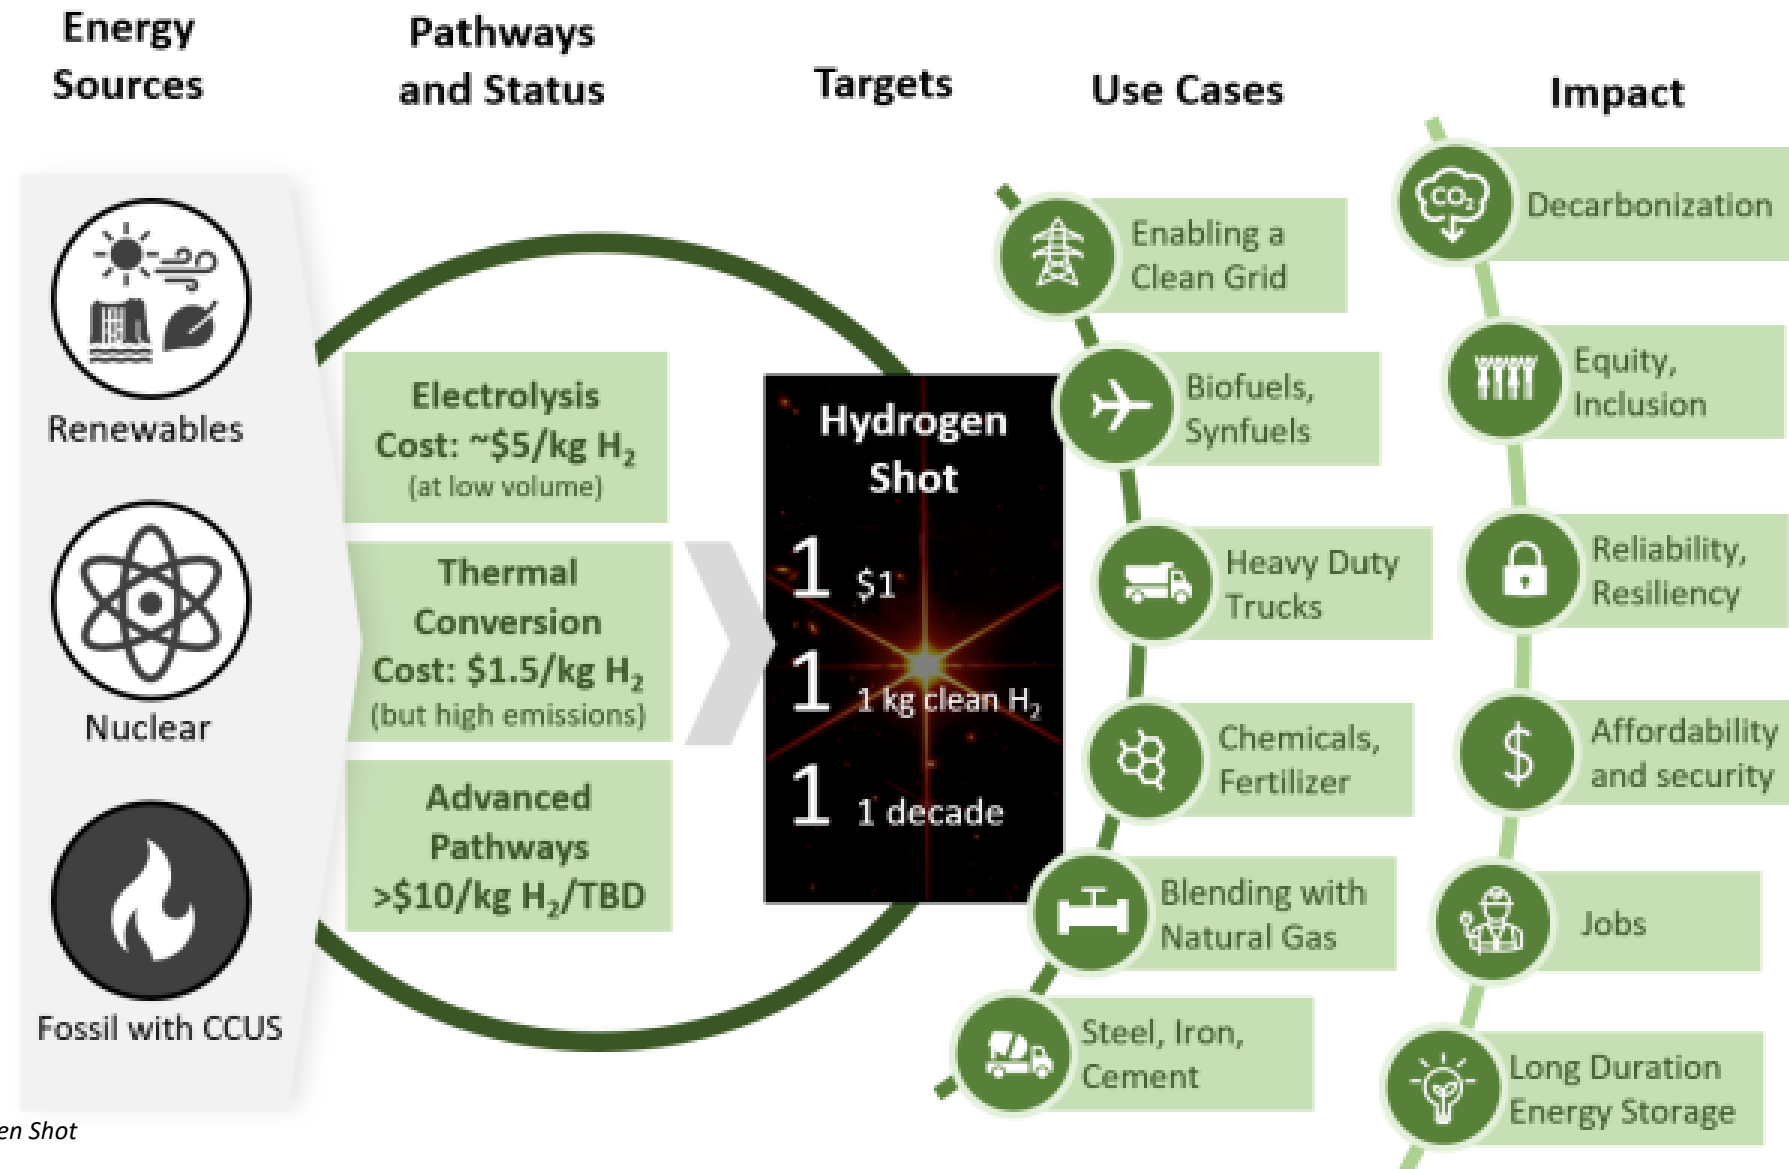 Energy
Sources
Pathways
and Status
Targets
Use Cases
Impact
Renewables
Nuclear
Fossil with CCUS
Electrolysis
Cost: ~$5/kg H₂
(at low volume)
Thermal
Conversion
Cost: $1.5/kg H₂
(but high emissions)
Advanced
Pathways
>$10/kg H₂/TBD
Hydrogen
Shot
1 $1
1 1 kg clean H₂
1 1 decade
Enabling a
Clean Grid
Biofuels,
Synfuels
Heavy Duty
Trucks
Chemicals,
Fertilizer
Blending with
Natural Gas
Steel, Iron,
Cement
CO₂
Decarbonization
Equity,
Inclusion
Reliability,
Resiliency
$
Affordability
and security
Jobs
Long Duration
Energy Storage
en Shot